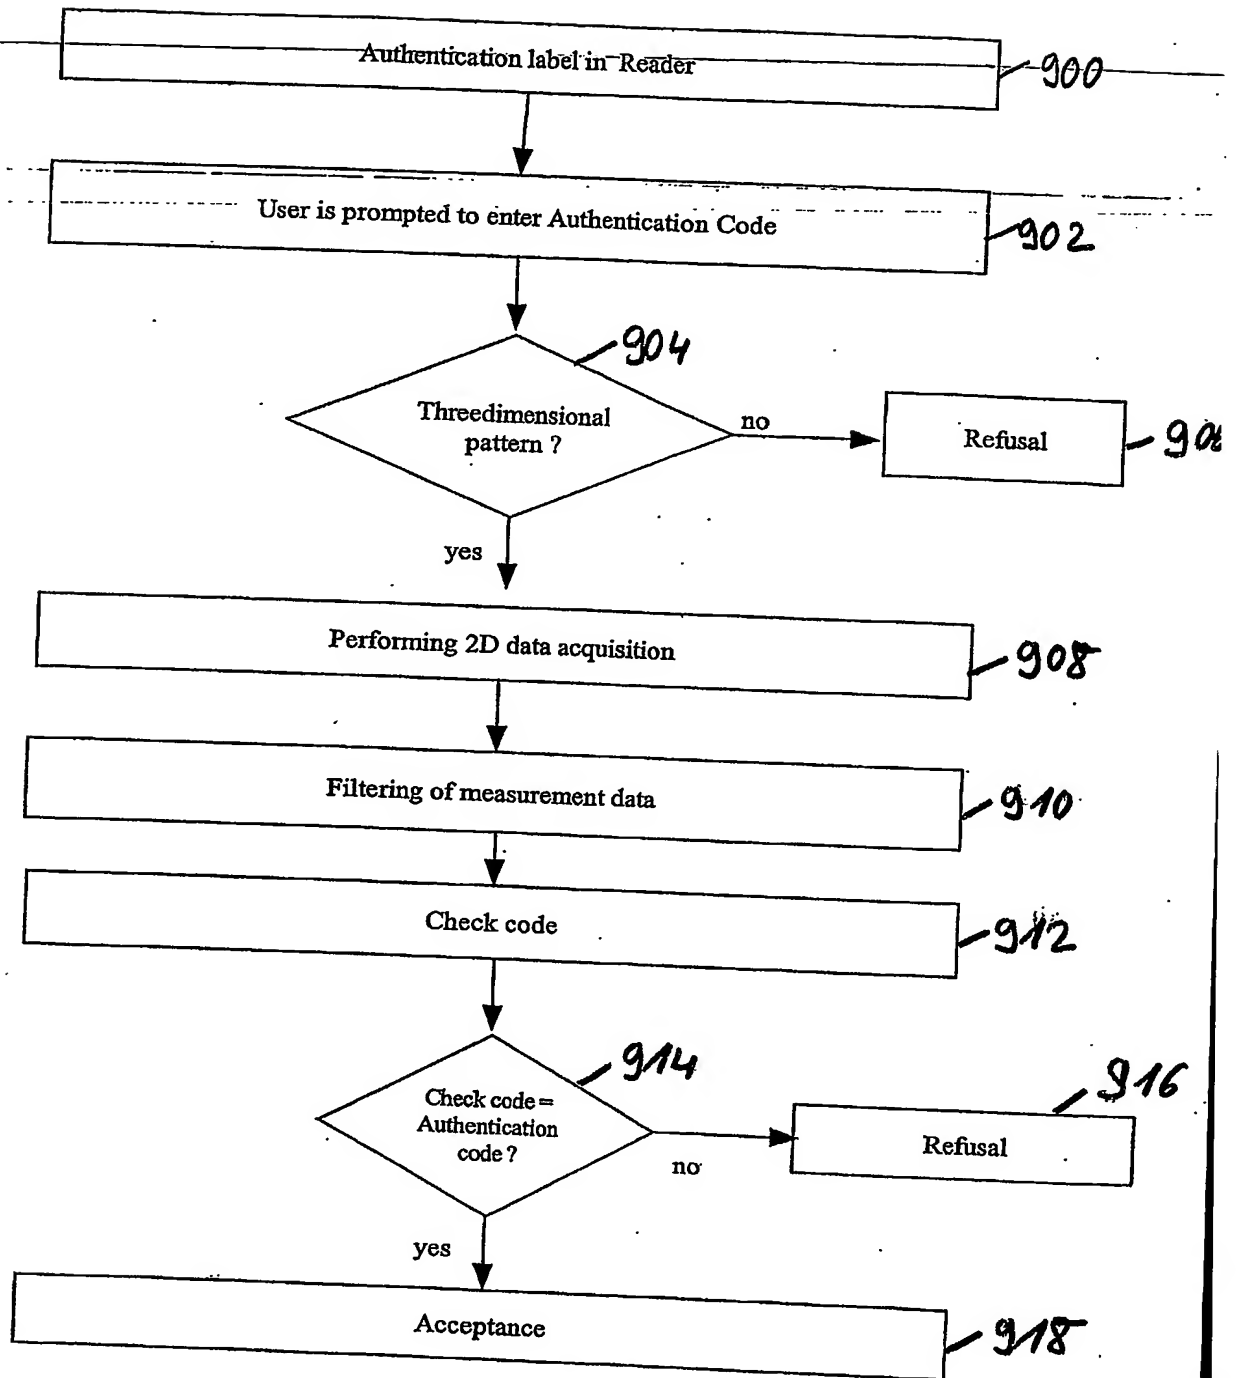 Authentication label in Reader
900
User is prompted to enter Authentication Code
902
904
Threedimensional
pattern ?
no
Refusal
yes
Performing 2D data acquisition
908
Filtering of measurement data
910
Check code
912
914
Check code =
Authentication
code ?
no
916
Refusal
yes
Acceptance
918